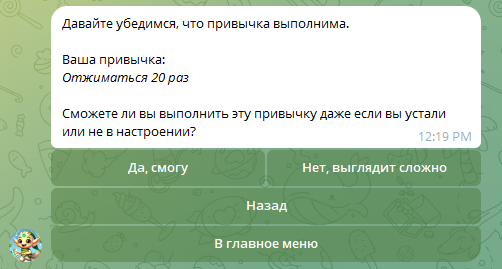 Давайте убедимся, что привычка выполнима.
Ваша привычка:
Отжиматься 20 раз
Сможете ли вы выполнить эту привычку даже если вы устали
или не в настроении?
12:19 PM
Да, смогу
Нет, выглядит сложно
Назад
В главное меню